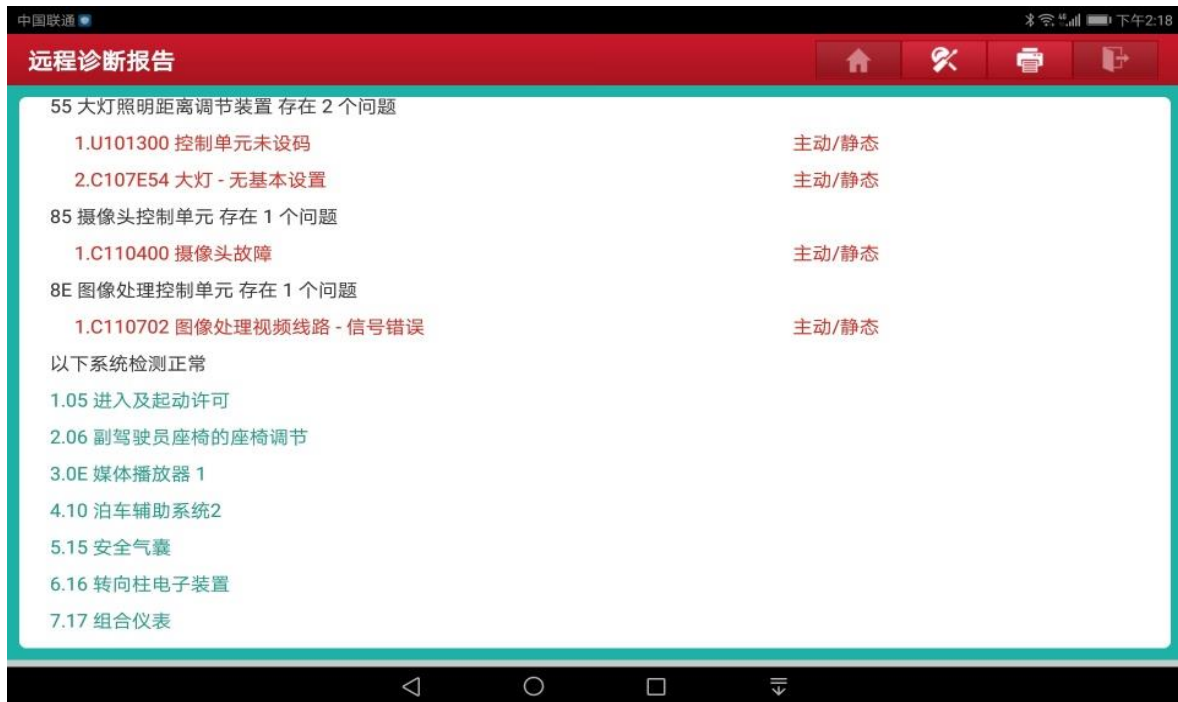 中国联通
下午2:18
远程诊断报告
55 大灯照明距离调节装置 存在 2 个问题
1.U101300 控制单元未设码 主动/静态
2.C107E54 大灯 - 无基本设置 主动/静态
85 摄像头控制单元 存在 1 个问题
1.C110400 摄像头故障 主动/静态
8E 图像处理控制单元 存在 1 个问题
1.C110702 图像处理视频线路 - 信号错误 主动/静态
以下系统检测正常
1.05 进入及起动许可
2.06 副驾驶员座椅的座椅调节
3.0E 媒体播放器 1
4.10 泊车辅助系统2
5.15 安全气囊
6.16 转向柱电子装置
7.17 组合仪表